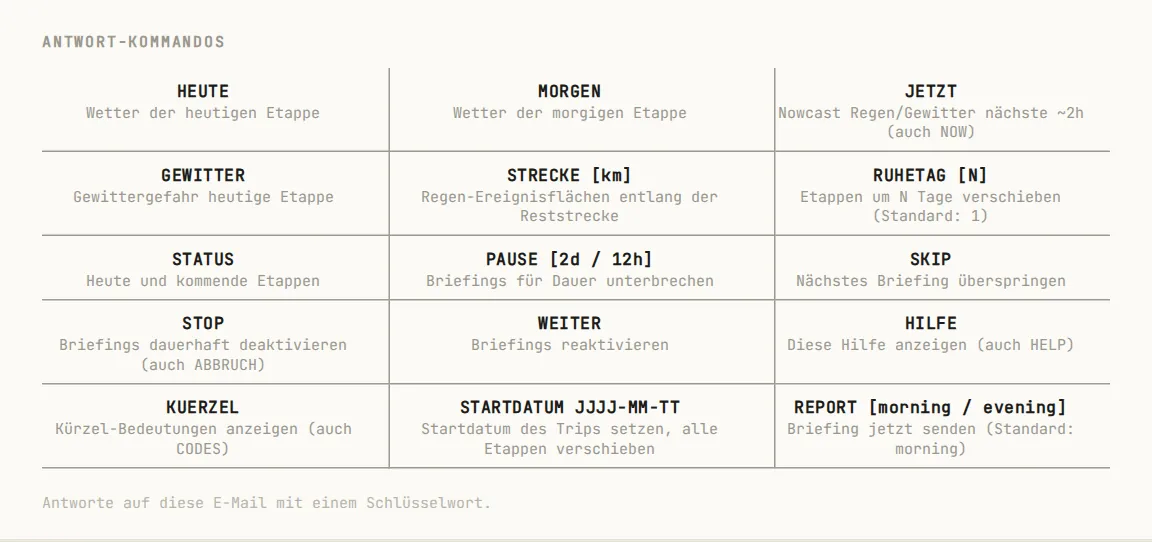 ANTWORT-KOMMANDOS
HEUTE
Wetter der heutigen Etappe
MORGEN
Wetter der morgigen Etappe
JETZT
Nowcast Regen/Gewitter nächste ~2h
(auch NOW)
GEWITTER
Gewittergefahr heutige Etappe
STRECKE [km]
Regen-Ereignisflächen entlang der
Reststrecke
RUHETAG [N]
Etappen um N Tage verschieben
(Standard: 1)
STATUS
Heute und kommende Etappen
PAUSE [2d / 12h]
Briefings für Dauer unterbrechen
SKIP
Nächstes Briefing überspringen
STOP
Briefings dauerhaft deaktivieren
(auch ABBRUCH)
WEITER
Briefings reaktivieren
HILFE
Diese Hilfe anzeigen (auch HELP)
KUERZEL
Kürzel-Bedeutungen anzeigen (auch
CODES)
STARTDATUM JJJJ-MM-TT
Startdatum des Trips setzen, alle
Etappen verschieben
REPORT [morning / evening]
Briefing jetzt senden (Standard:
morning)
Antworte auf diese E-Mail mit einem Schlüsselwort.